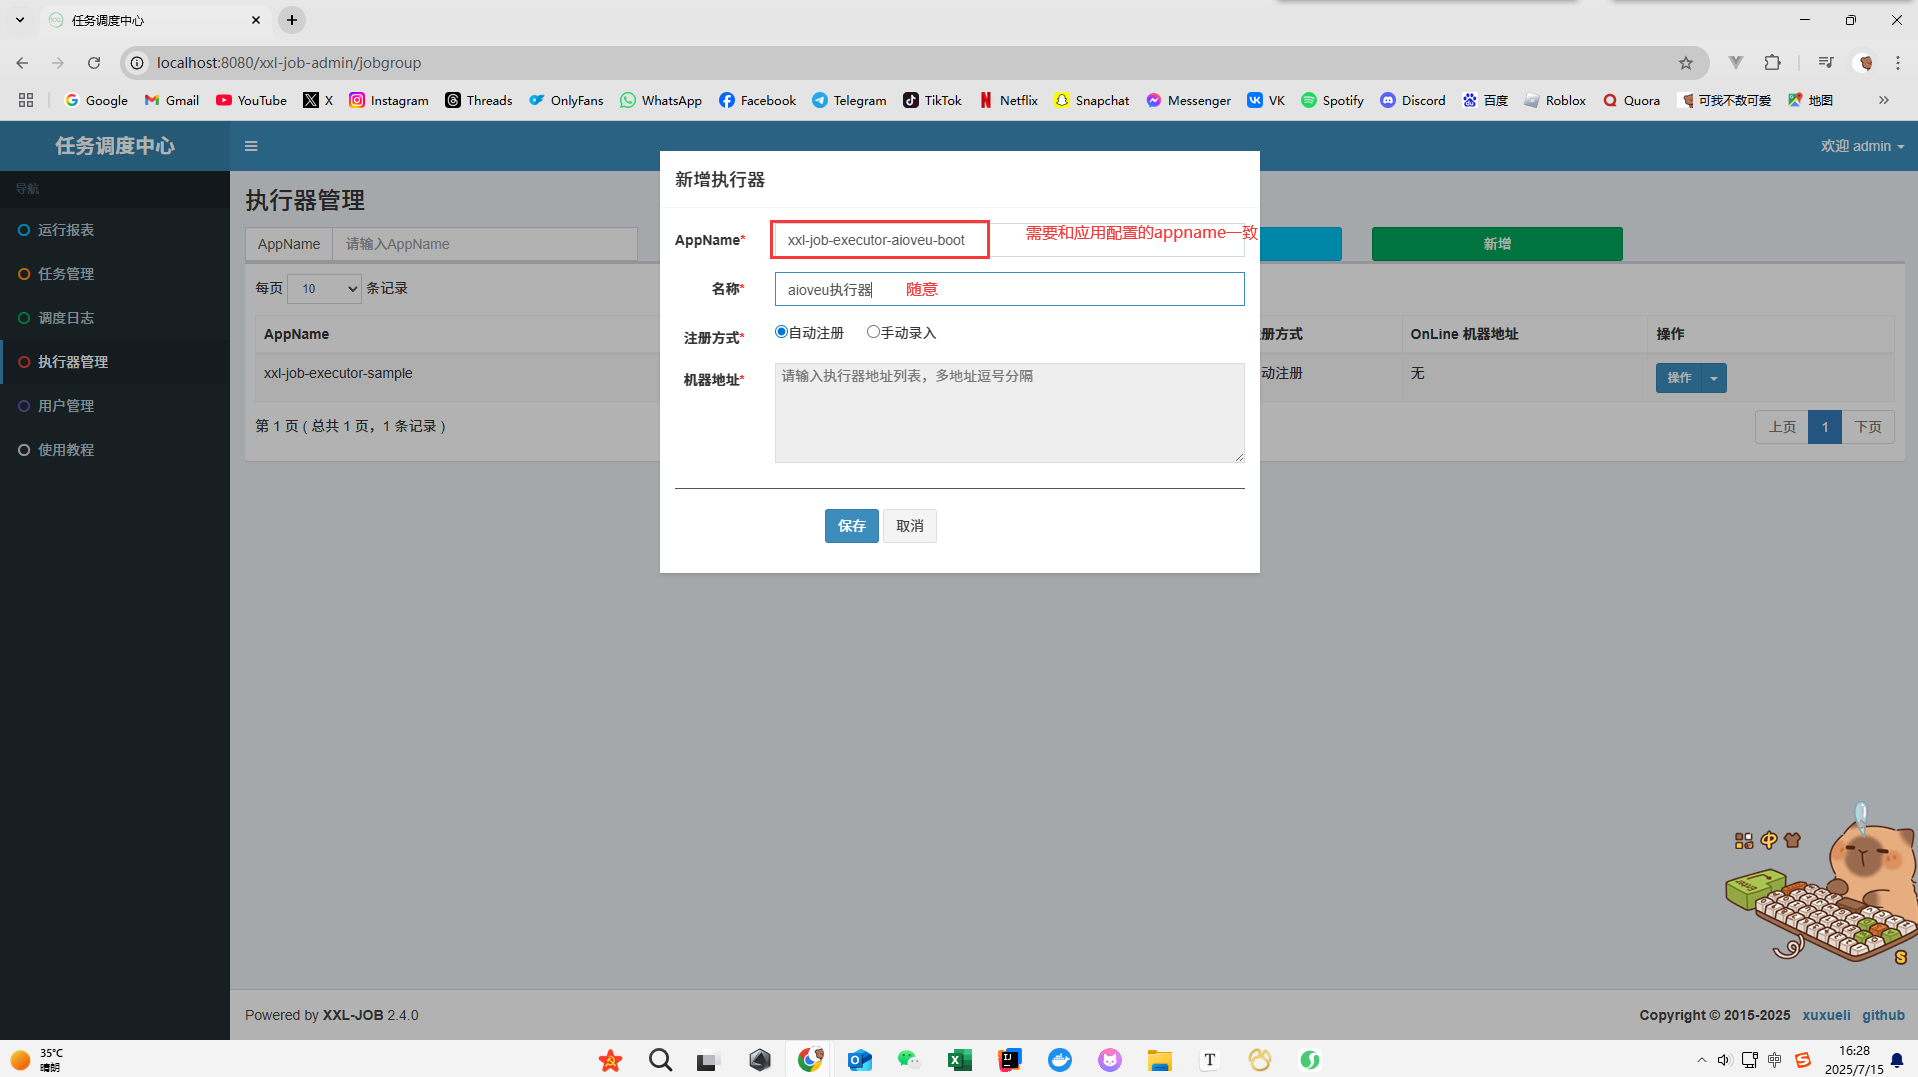 任务调度中心
localhost:8080/xxl-job-admin/jobgroup
Google Gmail YouTube X Instagram Threads OnlyFans WhatsApp Facebook Telegram TikTok Netflix Snapchat Messenger VK Spotify Discord 百度 Roblox Quora 可我不敌可爱 地图
任务调度中心
欢迎 admin
导航
运行报表
任务管理
调度日志
执行器管理
用户管理
使用教程
执行器管理
AppName 请输入AppName
新增
每页 10 条记录
AppName
册方式 OnLine 机器地址 操作
xxl-job-executor-sample
动注册 无 操作
第 1 页 ( 总共 1 页，1 条记录 )
上页 1 下页
新增执行器
AppName* xxl-job-executor-aioveu-boot 需要和应用配置的appname一致
名称* aioveu执行器 随意
注册方式* 自动注册 手动录入
机器地址* 请输入执行器地址列表，多地址逗号分隔
保存 取消
中
S
Powered by XXL-JOB 2.4.0
Copyright © 2015-2025 xuxueli github
35°C
晴朗
中
16:28
2025/7/15